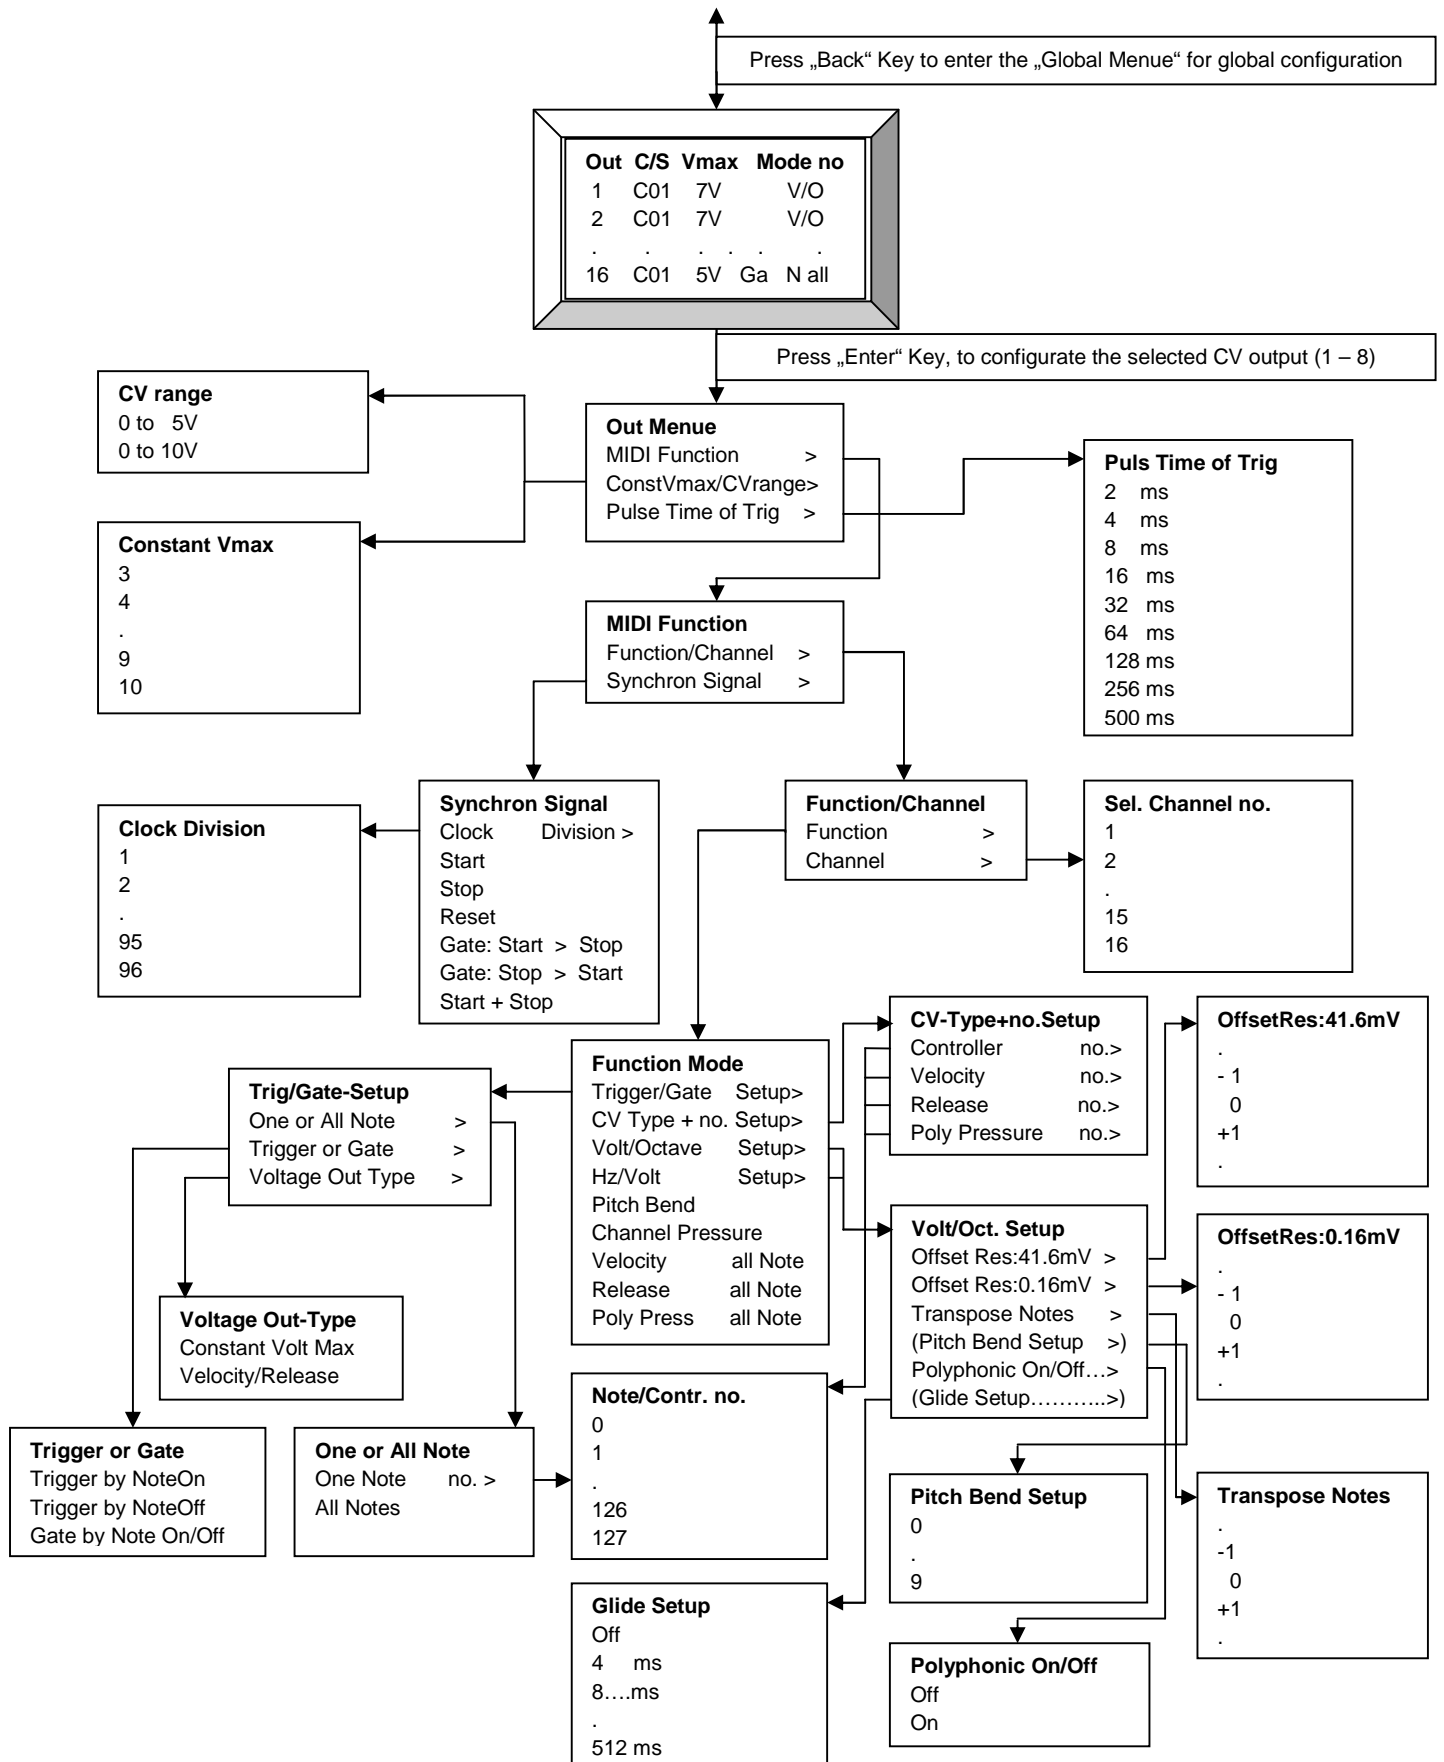 Press „Back“ Key to enter the „Global Menue“ for global configuration
Out C/S Vmax Mode no
1 C01 7V V/O
2 C01 7V V/O
. . . . . .
16 C01 5V Ga N all
Press „Enter“ Key, to configurate the selected CV output (1 – 8)
CV range
0 to 5V
0 to 10V
Out Menue
MIDI Function >
ConstVmax/CVrange>
Pulse Time of Trig >
Puls Time of Trig
2 ms
4 ms
8 ms
16 ms
32 ms
64 ms
128 ms
256 ms
500 ms
Constant Vmax
3
4
.
9
10
MIDI Function
Function/Channel >
Synchron Signal >
Clock Division
1
2
.
95
96
Synchron Signal
Clock Division >
Start
Stop
Reset
Gate: Start > Stop
Gate: Stop > Start
Start + Stop
Function/Channel
Function >
Channel >
Sel. Channel no.
1
2
.
15
16
Trig/Gate-Setup
One or All Note >
Trigger or Gate >
Voltage Out Type >
Function Mode
Trigger/Gate Setup>
CV Type + no. Setup>
Volt/Octave Setup>
Hz/Volt Setup>
Pitch Bend
Channel Pressure
Velocity all Note
Release all Note
Poly Press all Note
CV-Type+no.Setup
Controller no.>
Velocity no.>
Release no.>
Poly Pressure no.>
OffsetRes:41.6mV
.
- 1
0
+1
.
Volt/Oct. Setup
Offset Res:41.6mV >
Offset Res:0.16mV >
Transpose Notes >
(Pitch Bend Setup >)
Polyphonic On/Off…>
(Glide Setup………..>)
OffsetRes:0.16mV
.
- 1
0
+1
.
Voltage Out-Type
Constant Volt Max
Velocity/Release
Trigger or Gate
Trigger by NoteOn
Trigger by NoteOff
Gate by Note On/Off
One or All Note
One Note no. >
All Notes
Note/Contr. no.
0
1
.
126
127
Pitch Bend Setup
0
.
9
Transpose Notes
.
-1
0
+1
.
Glide Setup
Off
4 ms
8….ms
.
512 ms
Polyphonic On/Off
Off
On